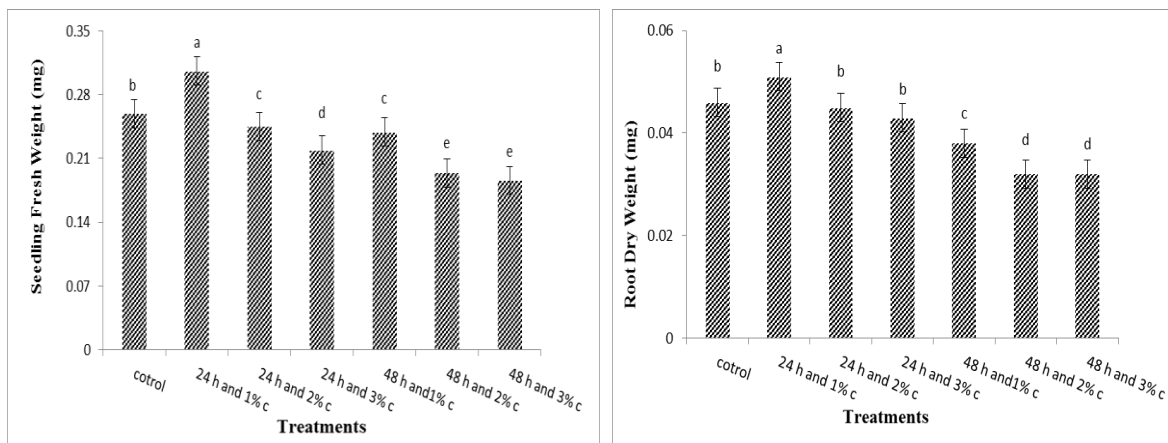 Seedling Fresh Weight (mg)
0.35
0.28
0.21
0.14
0.07
0
b
a
c
d
c
e
e
cotrol
24 h and 1% c
24 h and 2% c
24 h and 3% c
48 h and1% c
48 h and 2% c
48 h and 3% c
Treatments
Root Dry Weight (mg)
0.06
0.04
0.02
0
b
a
b
b
c
d
d
cotrol
24 h and 1% c
24 h and 2% c
24 h and 3% c
48 h and1% c
48 h and 2% c
48 h and 3% c
Treatments